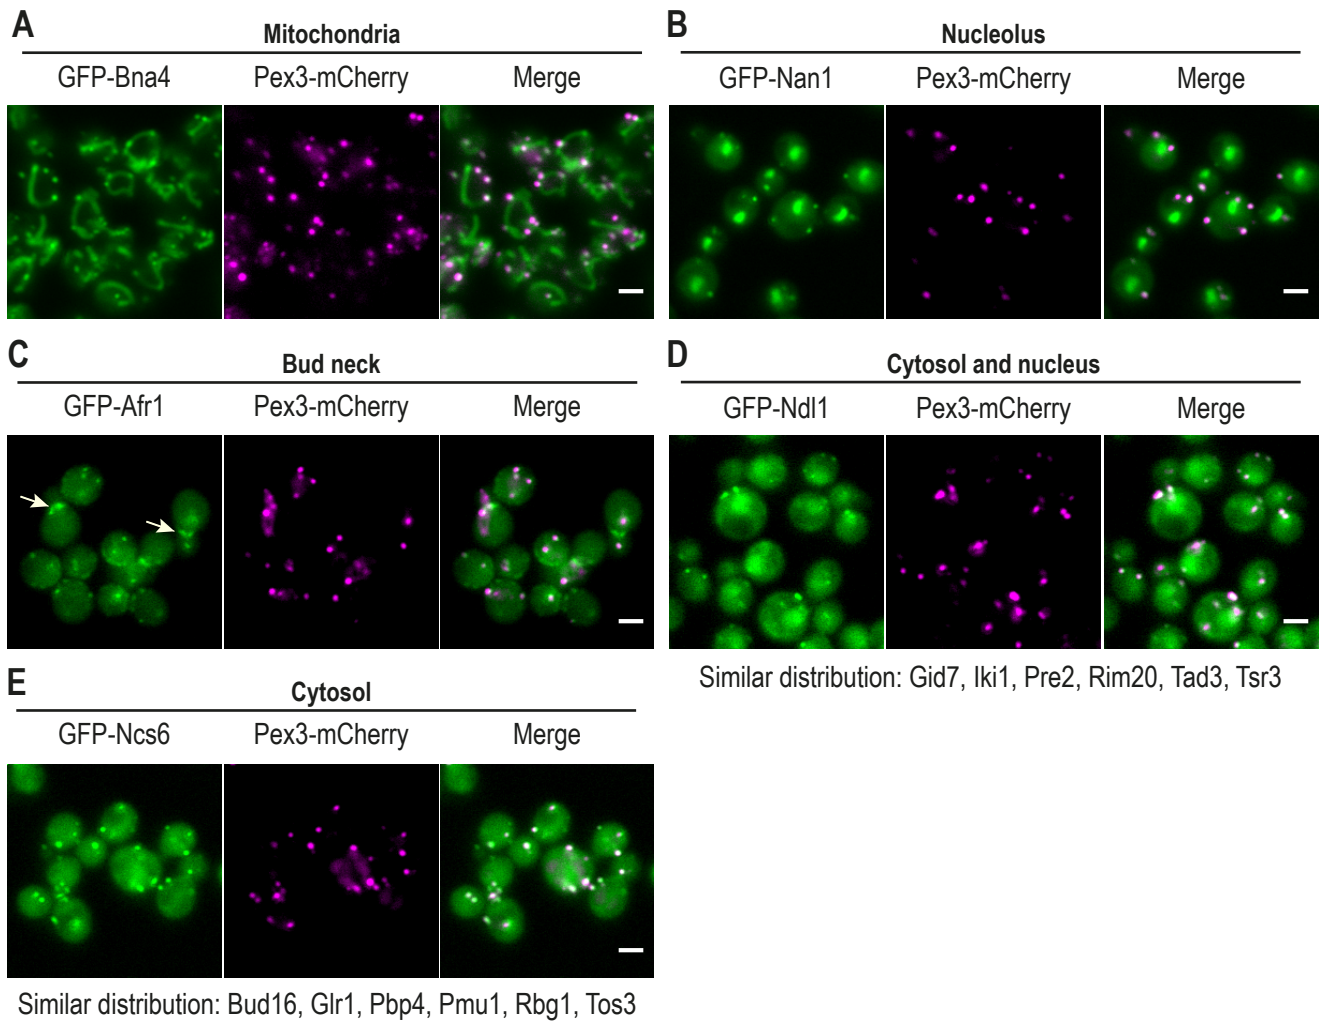 A
Mitochondria
GFP-Bna4 Pex3-mCherry Merge
B
Nucleolus
GFP-Nan1 Pex3-mCherry Merge
C
Bud neck
GFP-Afr1 Pex3-mCherry Merge
D
Cytosol and nucleus
GFP-Ndl1 Pex3-mCherry Merge
Similar distribution: Gid7, Iki1, Pre2, Rim20, Tad3, Tsr3
E
Cytosol
GFP-Ncs6 Pex3-mCherry Merge
Similar distribution: Bud16, Glr1, Pbp4, Pmu1, Rbg1, Tos3